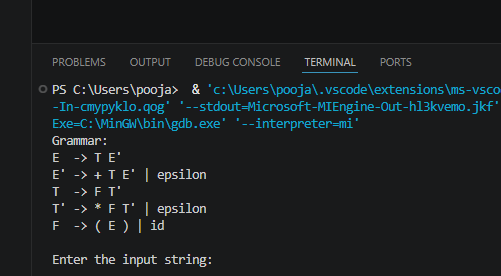 PROBLEMS OUTPUT DEBUG CONSOLE TERMINAL PORTS
PS C:\Users\pooja> & 'c:\Users\pooja\.vscode\extensions\ms-vsco
-In-cmypyklo.qog' '--stdout=Microsoft-MIEngine-Out-hl3kvemo.jkf'
Exe=C:\MinGW\bin\gdb.exe' '--interpreter=mi'
Grammar:
E -> T E'
E' -> + T E' | epsilon
T -> F T'
T' -> * F T' | epsilon
F -> ( E ) | id
Enter the input string: